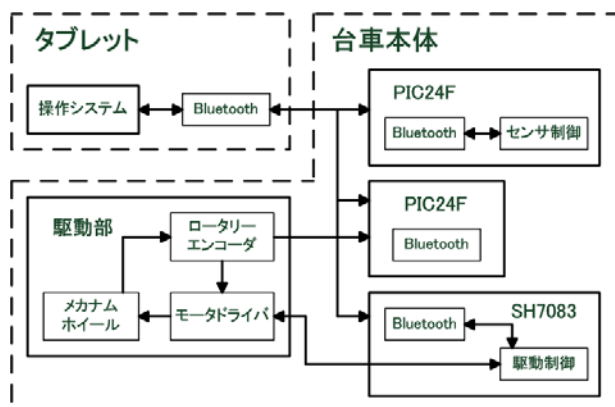 タブレット
操作システム
Bluetooth
台車本体
PIC24F
Bluetooth
センサ制御
PIC24F
Bluetooth
駆動部
ロータリー
エンコーダ
メカナム
ホイール
モータドライバ
SH7083
Bluetooth
駆動制御